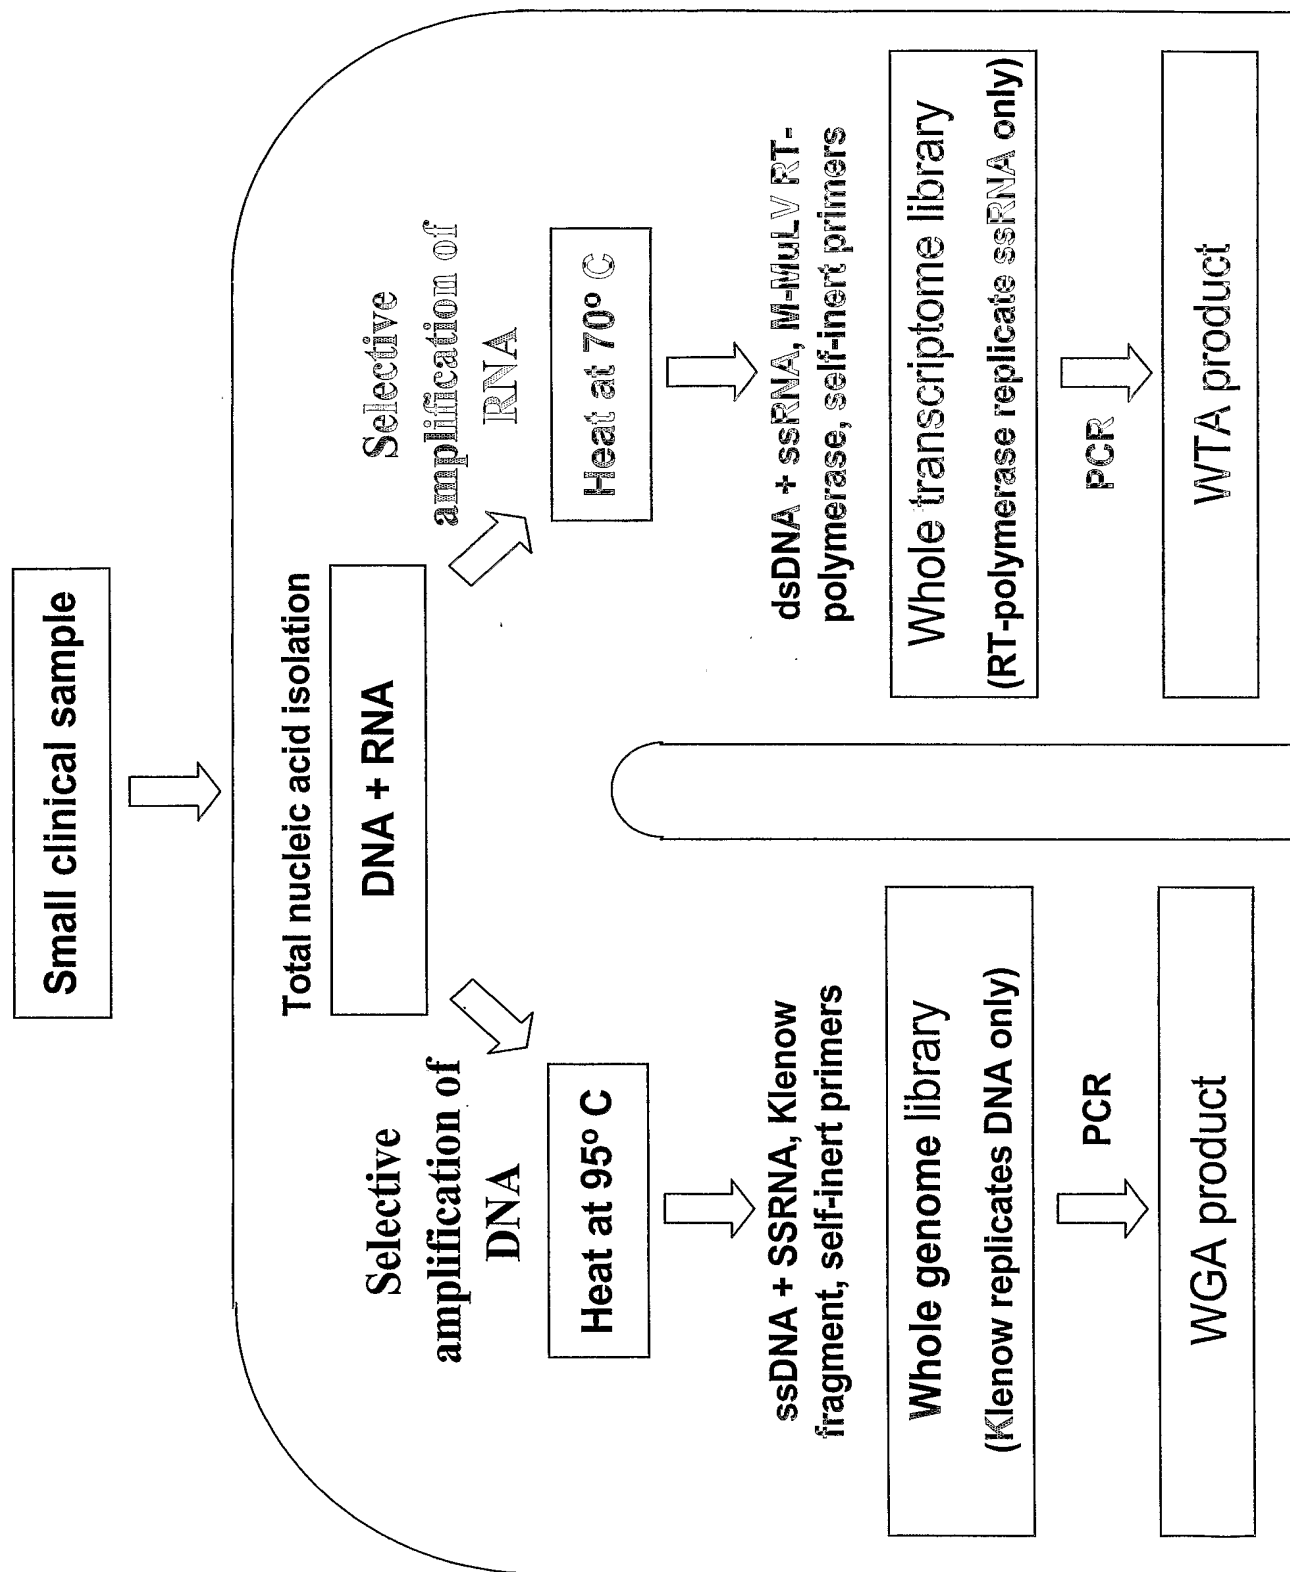 Small clinical sample
Total nucleic acid isolation
DNA + RNA
Selective
amplification of
DNA
Heat at 95º C
ssDNA + SSRNA, Klenow
fragment, self-inert primers
Whole genome library
(Klenow replicates DNA only)
PCR
WGA product
Selective
amplification of
RNA
Heat at 70º C
dsDNA + ssRNA, M-MuLV RT-
polymerase, self-inert primers
Whole transcriptome library
(RT-polymerase replicate ssRNA only)
PCR
WTA product